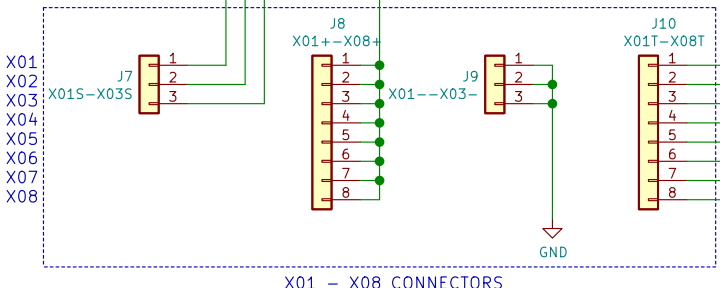 J8
X01+-X08+
J10
X01T-X08T
X01
X02
X03
X04
X05
X06
X07
X08
J7
X01S-X03S
1
2
3
1
2
3
4
5
6
7
8
J9
X01--X03-
1
2
3
GND
1
2
3
4
5
6
7
8
X01 - X08 CONNECTORS